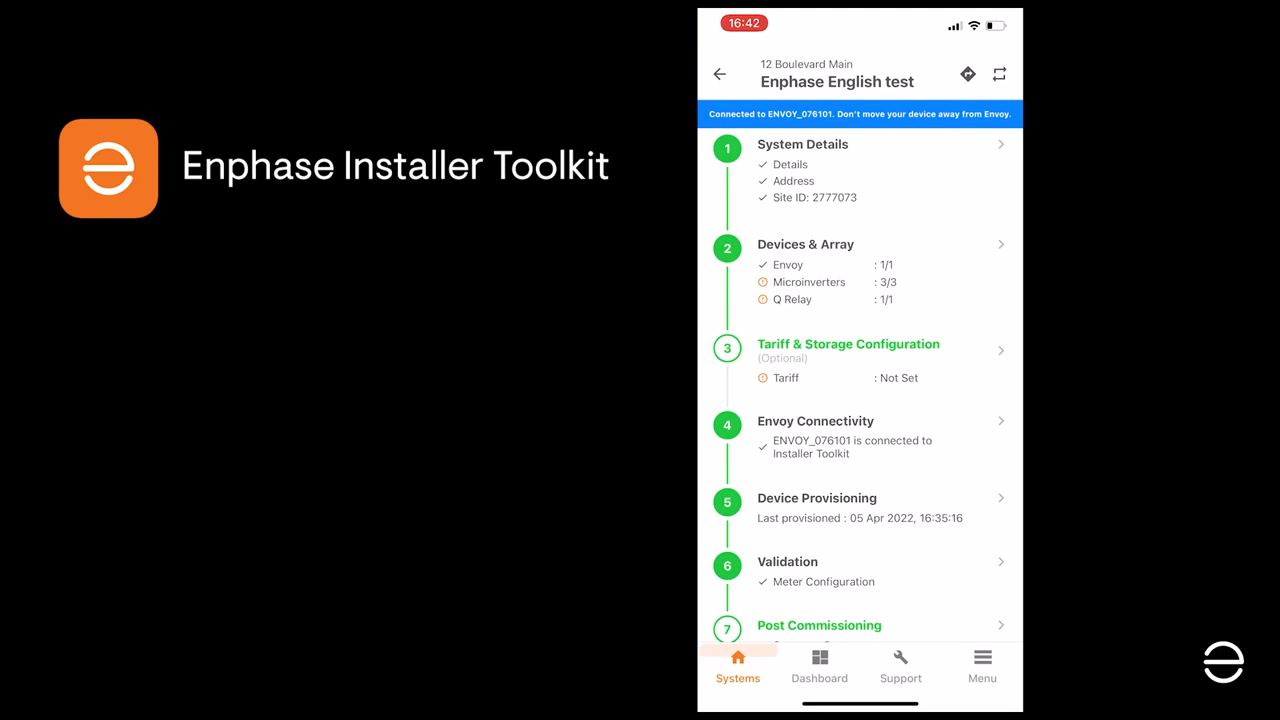 Enphase Installer Toolkit
16:42
12 Boulevard Main
Enphase English test
Connected to ENVOY_076101. Don't move your device away from Envoy.
1 System Details
Details
Address
Site ID: 2777073
2 Devices & Array
Envoy : 1/1
Microinverters : 3/3
Q Relay : 1/1
3 Tariff & Storage Configuration
(Optional)
Tariff : Not Set
4 Envoy Connectivity
ENVOY_076101 is connected to
Installer Toolkit
5 Device Provisioning
Last provisioned : 05 Apr 2022, 16:35:16
6 Validation
Meter Configuration
7 Post Commissioning
Systems Dashboard Support Menu